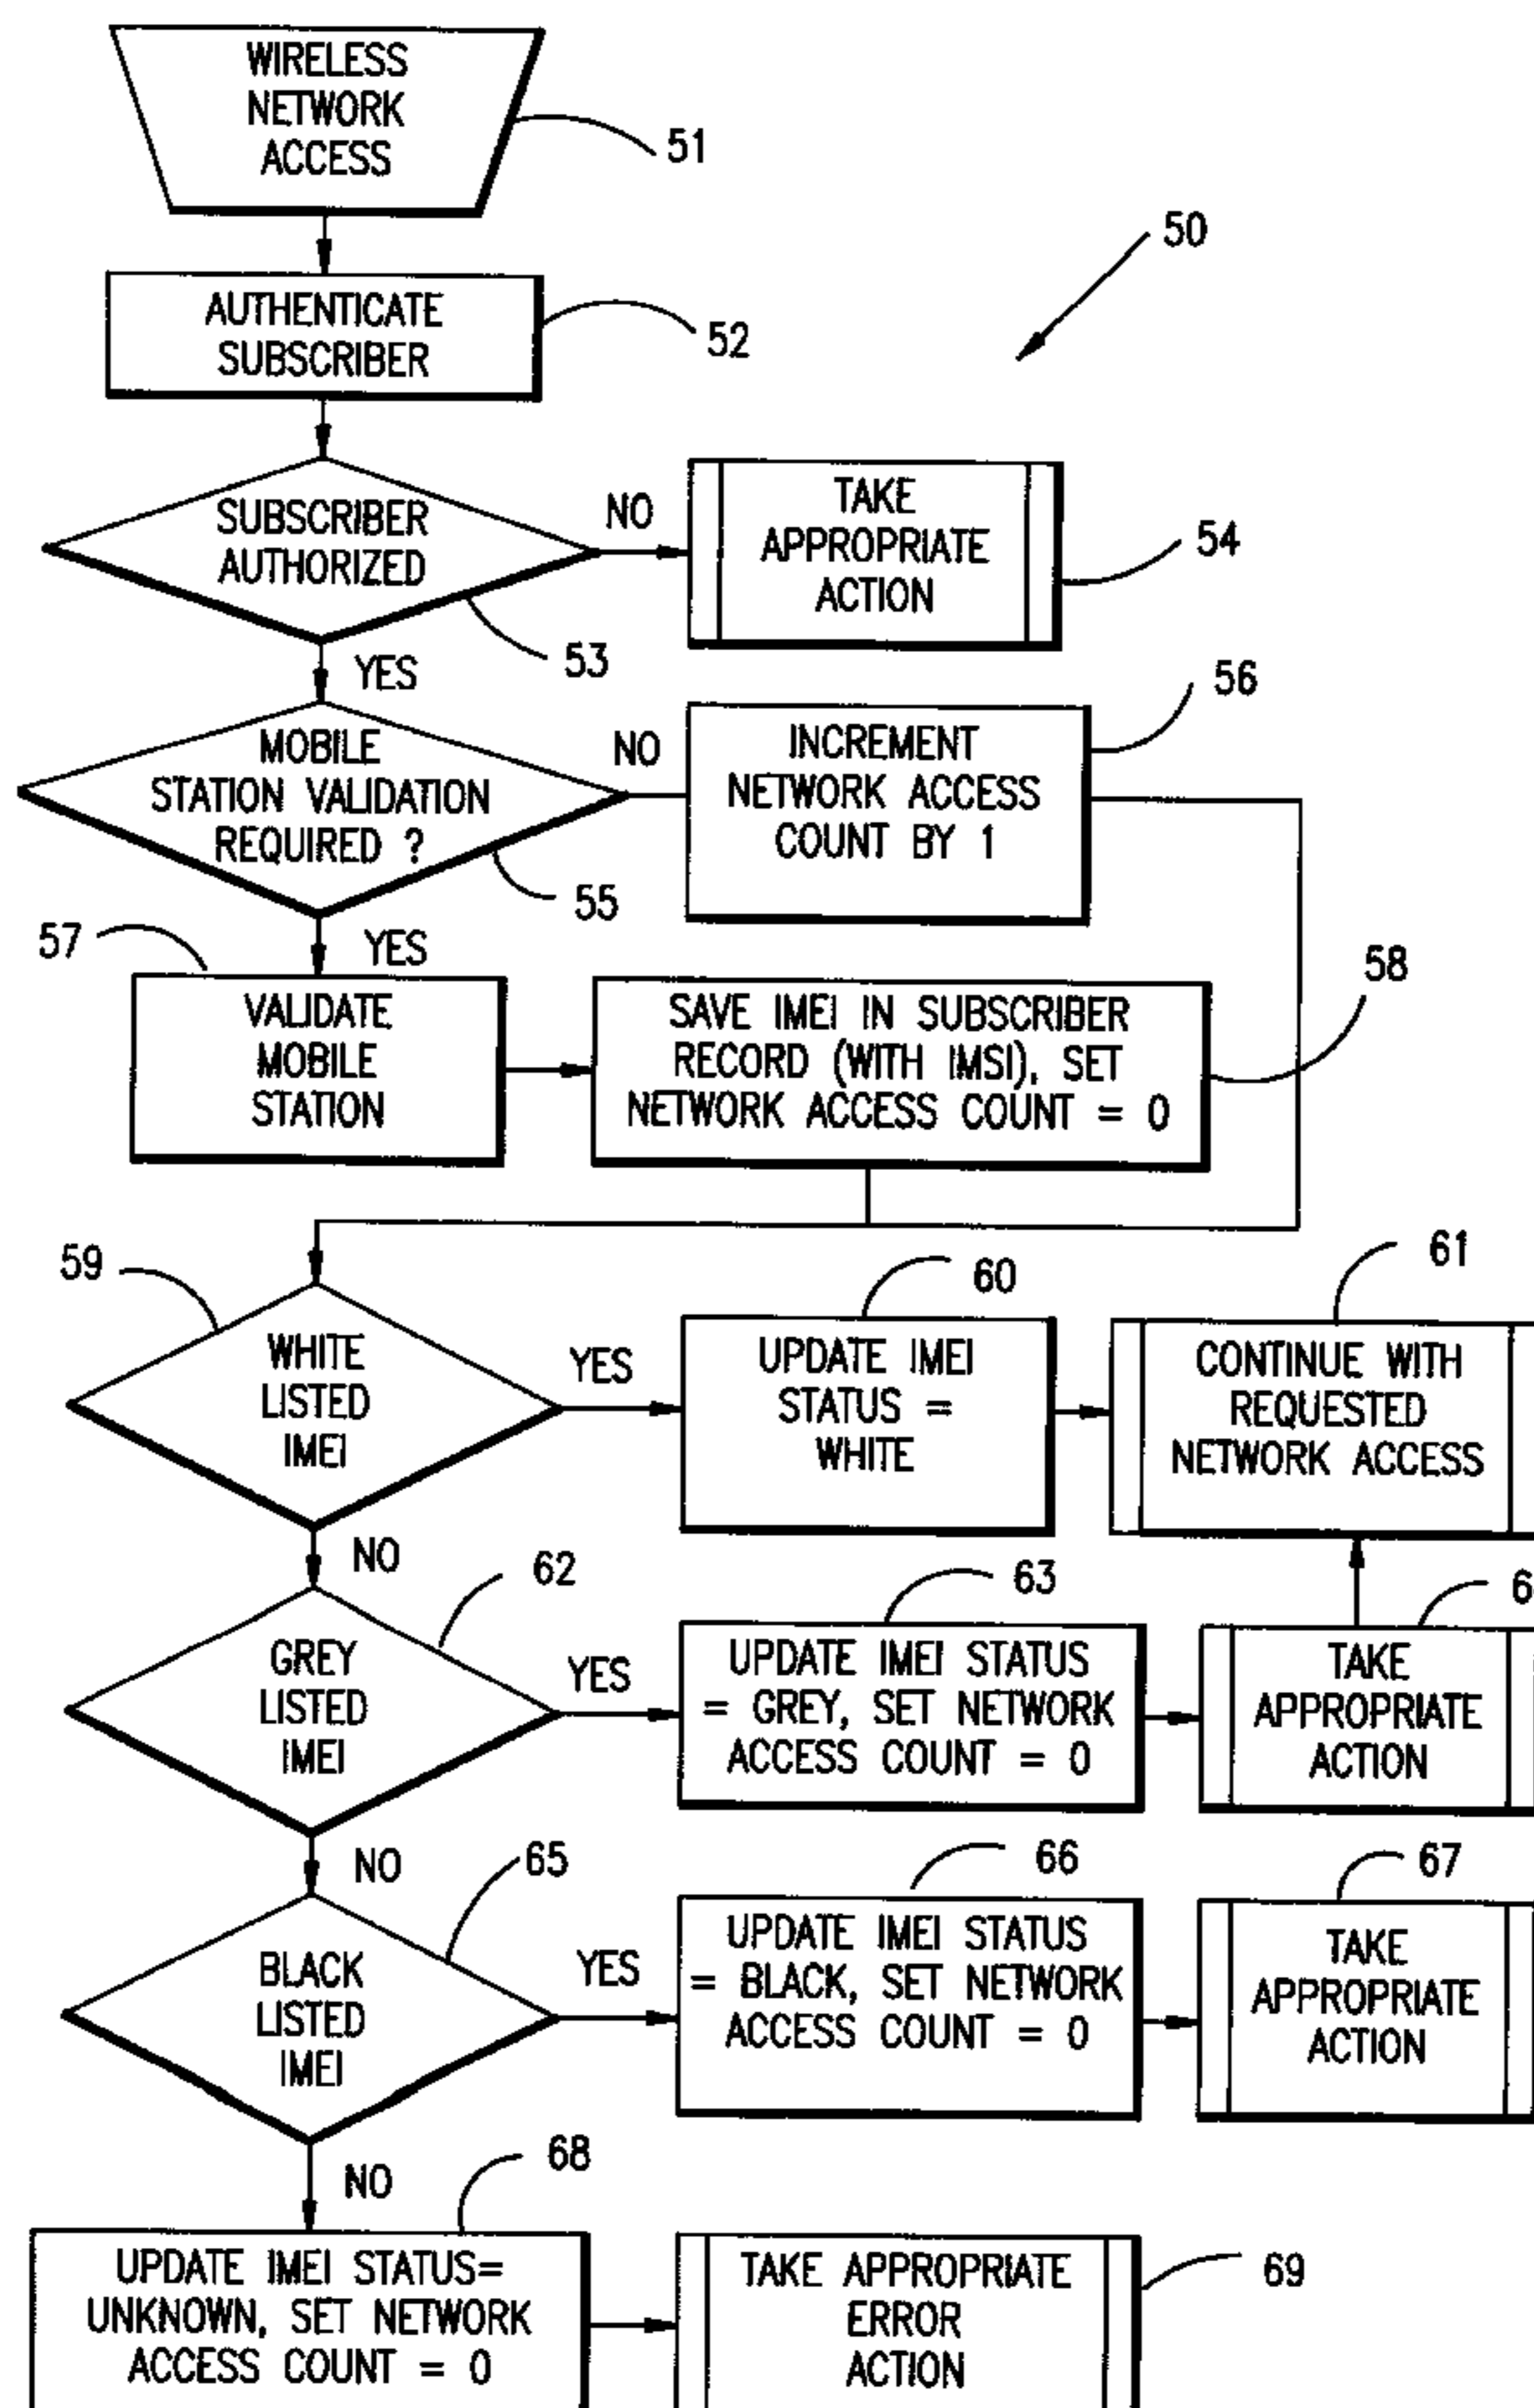 WIRELESS
NETWORK
ACCESS
51
50
AUTHENTICATE
SUBSCRIBER
52
SUBSCRIBER
AUTHORIZED
53
NO
TAKE
APPROPRIATE
ACTION
54
YES
MOBILE
STATION VALIDATION
REQUIRED ?
55
NO
INCREMENT
NETWORK ACCESS
COUNT BY 1
56
YES
57
VALIDATE
MOBILE
STATION
SAVE IMEI IN SUBSCRIBER
RECORD (WITH IMSI), SET
NETWORK ACCESS COUNT = 0
58
59
WHITE
LISTED
IMEI
YES
60
UPDATE IMEI
STATUS =
WHITE
61
CONTINUE WITH
REQUESTED
NETWORK ACCESS
NO
62
GREY
LISTED
IMEI
YES
63
UPDATE IMEI STATUS
= GREY, SET NETWORK
ACCESS COUNT = 0
TAKE
APPROPRIATE
ACTION
NO
65
BLACK
LISTED
IMEI
YES
66
UPDATE IMEI STATUS
= BLACK, SET NETWORK
ACCESS COUNT = 0
67
TAKE
APPROPRIATE
ACTION
NO
68
UPDATE IMEI STATUS=
UNKNOWN, SET NETWORK
ACCESS COUNT = 0
TAKE APPROPRIATE
ERROR
ACTION
69